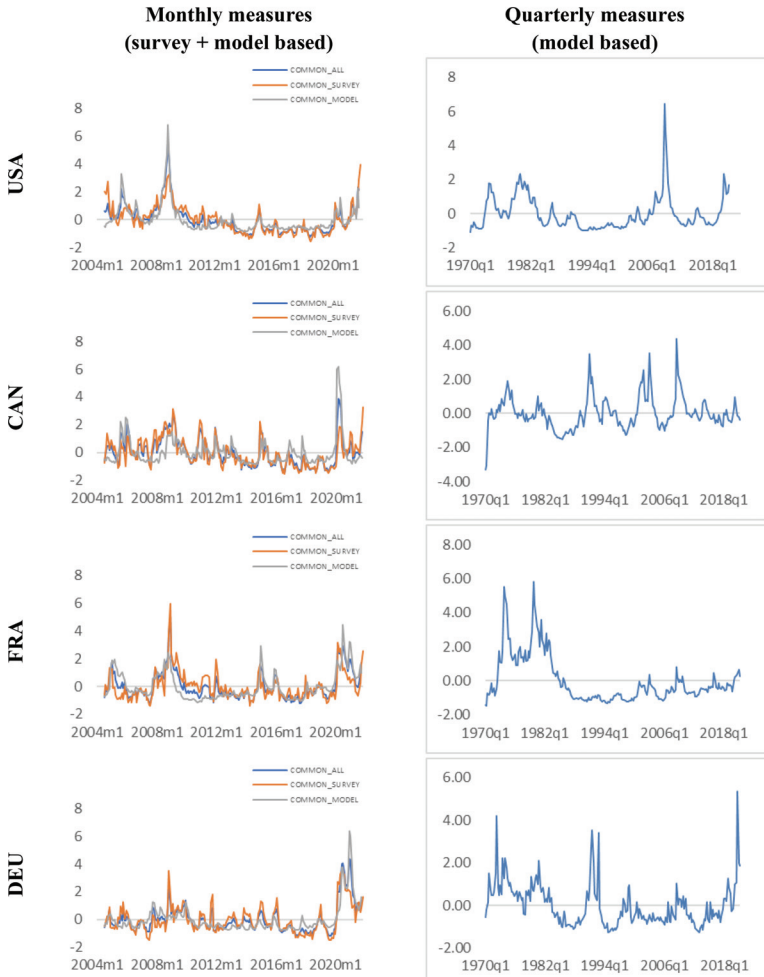 Monthly measures
(survey + model based)
Quarterly measures
(model based)
USA
COMMON_ALL
COMMON_SURVEY
COMMON_MODEL
8
6
4
2
0
-2
2004m1 2008m1 2012m1 2016m1 2020m1
8
6
4
2
0
-2
1970q1 1982q1 1994q1 2006q1 2018q1
CAN
COMMON_ALL
COMMON_SURVEY
COMMON_MODEL
8
6
4
2
0
-2
2004m1 2008m1 2012m1 2016m1 2020m1
6.00
4.00
2.00
0.00
-2.00
-4.00
1970q1 1982q1 1994q1 2006q1 2018q1
FRA
COMMON_ALL
COMMON_SURVEY
COMMON_MODEL
8
6
4
2
0
-2
2004m1 2008m1 2012m1 2016m1 2020m1
8.00
6.00
4.00
2.00
0.00
-2.00
1970q1 1982q1 1994q1 2006q1 2018q1
DEU
COMMON_ALL
COMMON_SURVEY
COMMON_MODEL
8
6
4
2
0
-2
2004m1 2008m1 2012m1 2016m1 2020m1
6.00
4.00
2.00
0.00
-2.00
1970q1 1982q1 1994q1 2006q1 2018q1